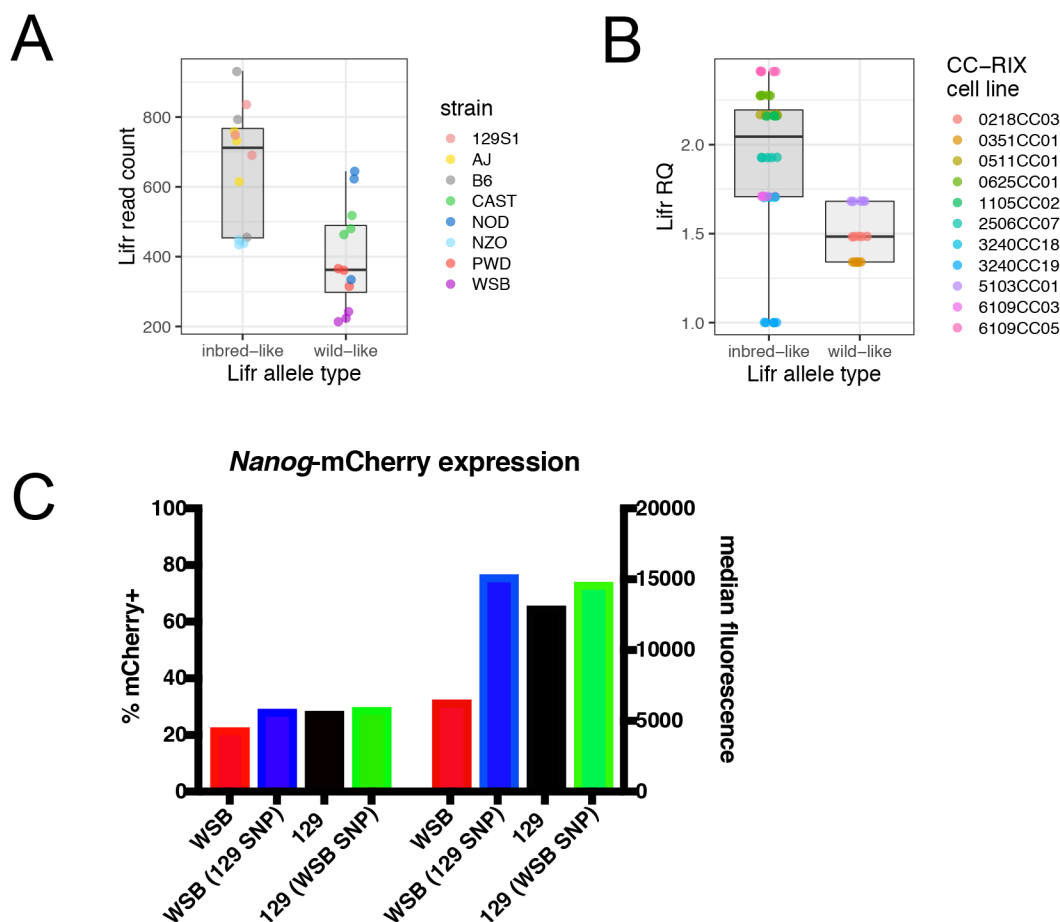 A
Lifr read count
800
600
400
200
inbred-like
wild-like
Lifr allele type
strain
129S1
AJ
B6
CAST
NOD
NZO
PWD
WSB
B
Lifr RQ
2.0
1.5
1.0
inbred-like
wild-like
Lifr allele type
CC-RIX
cell line
0218CC03
0351CC01
0511CC01
0625CC01
1105CC02
2506CC07
3240CC18
3240CC19
5103CC01
6109CC03
6109CC05
C
Nanog-mCherry expression
% mCherry+
100
80
60
40
20
0
WSB
WSB (129 SNP)
129
129 (WSB SNP)
WSB
WSB (129 SNP)
129
129 (WSB SNP)
20000
15000
10000
5000
0
median fluorescence